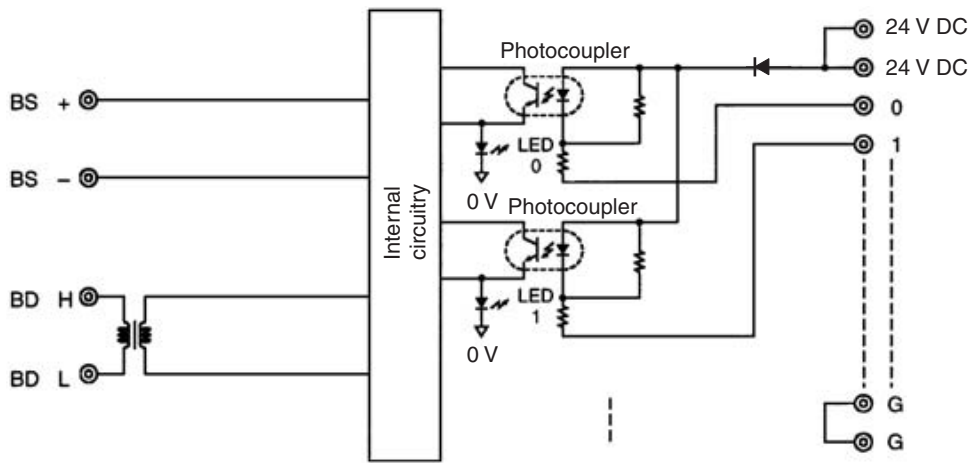 BS +
BS –
BD H
BD L
Internal
circuitry
Photocoupler
LED
0
0 V
Photocoupler
LED
1
0 V
24 V DC
24 V DC
0
1
G
G